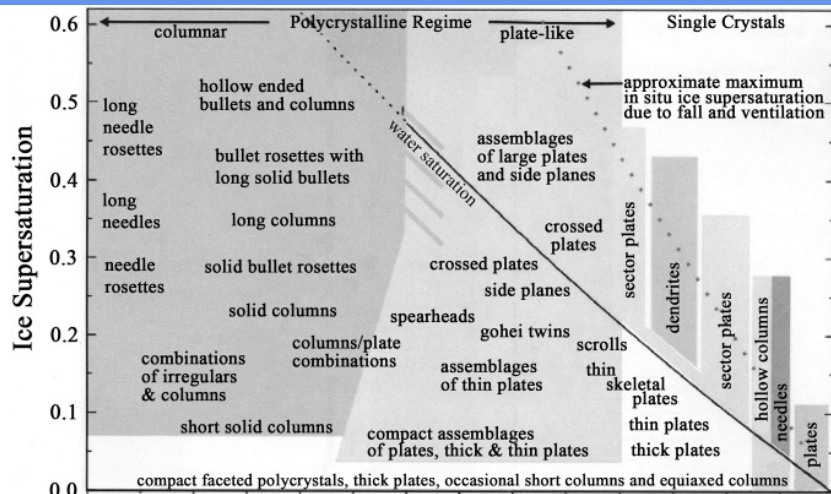 0.6
0.5
0.4
0.3
0.2
0.1
0.0
Ice Supersaturation
Polycrystalline Regime
columnar
plate-like
Single Crystals
hollow ended
bullets and columns
long
needle
rosettes
bullet rosettes with
long solid bullets
long
needles
long columns
needle
rosettes
solid bullet rosettes
solid columns
combinations
of irregulars
& columns
columns/plate
combinations
short solid columns
water saturation
approximate maximum
in situ ice supersaturation
due to fall and ventilation
assemblages
of large plates
and side planes
crossed
plates
crossed plates
side planes
spearheads
gohei twins
scrolls
assemblages
of thin plates
thin
skeletal
plates
compact assemblages
of plates, thick & thin plates
thin plates
thick plates
sector plates
dendrites
sector plates
hollow columns
needles
plates
compact faceted polycrystals, thick plates, occasional short columns and equiaxed columns